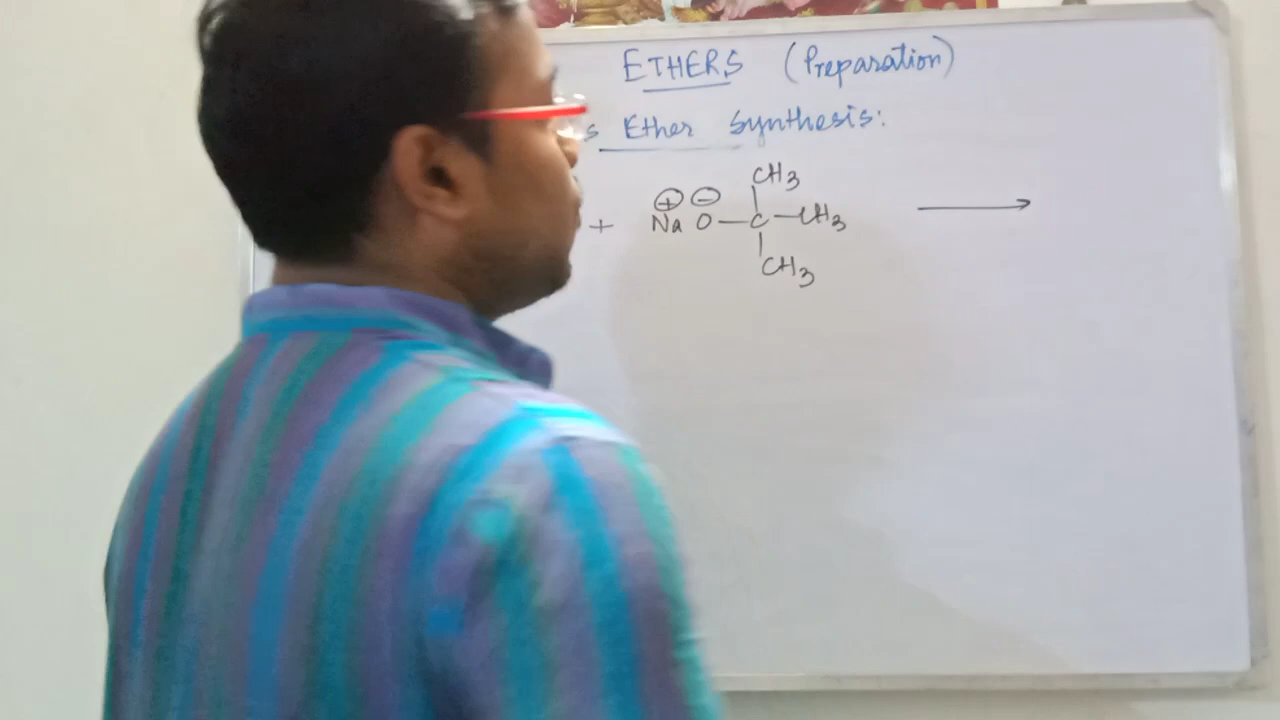 ETHERS (Preparation)
s Ether Synthesis:
CH3
⊕ ⊖
+ Na O—C—CH3
CH3